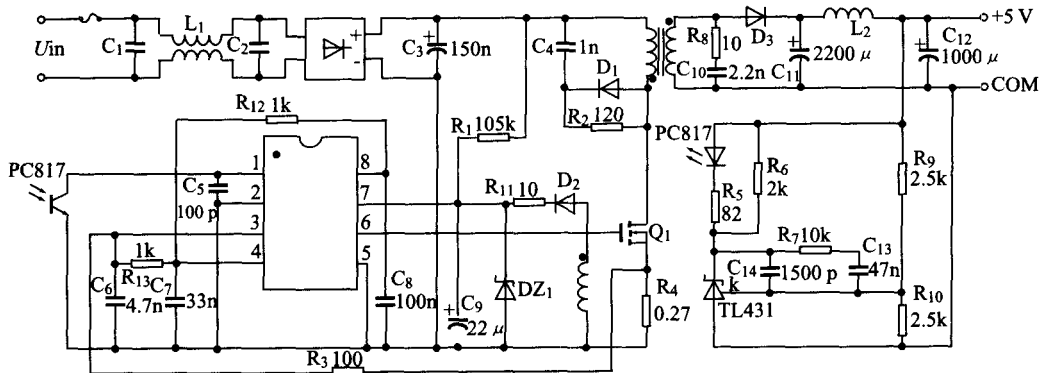 Uin
C1
L1
C2
+
-
C3
+
150n
C4
1n
D1
R2 120
R8
10
C10
2.2n
D3
+
2200 μ
C11
L2
+
C12
1000 μ
+5 V
COM
R12 1k
R1 105k
PC817
C5
100 p
1
2
3
4
8
7
6
5
R11 10
D2
Q1
1k
R13
C6
4.7n
C7
33n
C8
100n
+
C9
22 μ
DZ1
R4
0.27
R3 100
PC817
R5
82
R6
2k
R9
2.5k
R7 10k
C13
47n
C14
1500 p
k
TL431
R10
2.5k